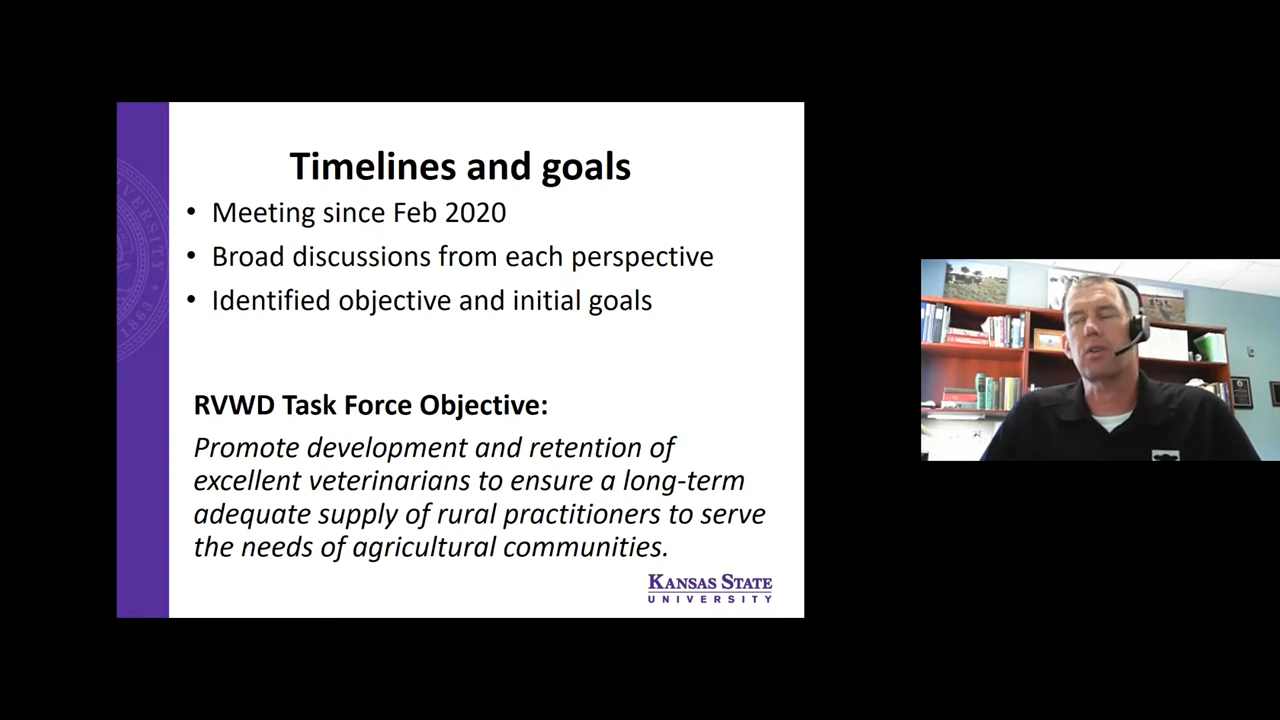 Timelines and goals
• Meeting since Feb 2020
• Broad discussions from each perspective
• Identified objective and initial goals
RVWD Task Force Objective:
Promote development and retention of
excellent veterinarians to ensure a long-term
adequate supply of rural practitioners to serve
the needs of agricultural communities.
KANSAS STATE
UNIVERSITY
VERSITY
1863